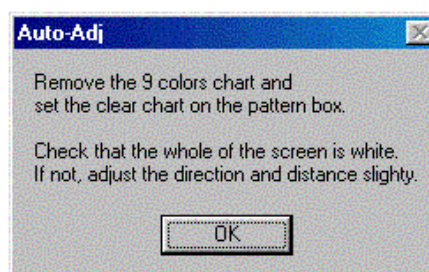 Auto-Adj
Remove the 9 colors chart and
set the clear chart on the pattern box.
Check that the whole of the screen is white.
If not, adjust the direction and distance slighty.
OK